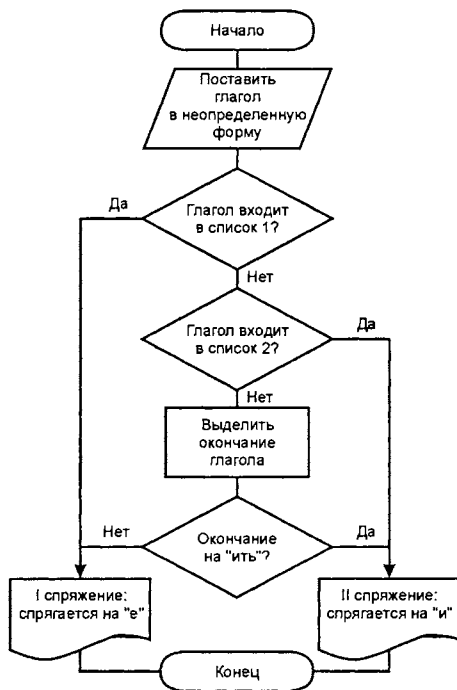 Начало
Поставить
глагол
в неопределенную
форму
Да
Глагол входит
в список 1?
Нет
Глагол входит
в список 2?
Да
Нет
Выделить
окончание
глагола
Нет
Окончание
на "ить"?
Да
I спряжение:
спрягается на "е"
II спряжение:
спрягается на "и"
Конец